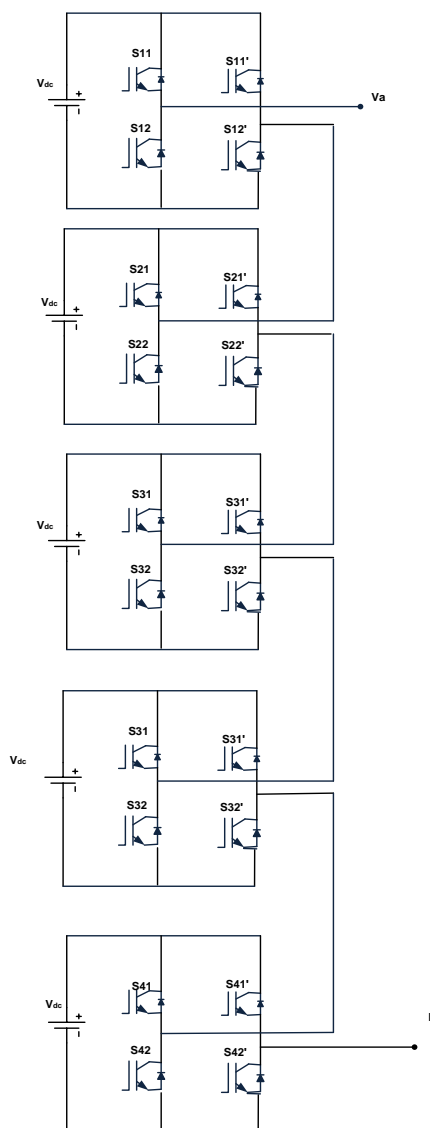 S11
S11'
Vdc
+
Va
S12
S12'
S21
S21'
Vdc
+
S22
S22'
S31
S31'
Vdc
+
S32
S32'
S31
S31'
Vdc
+
S32
S32'
S41
S41'
Vdc
+
S42
S42'